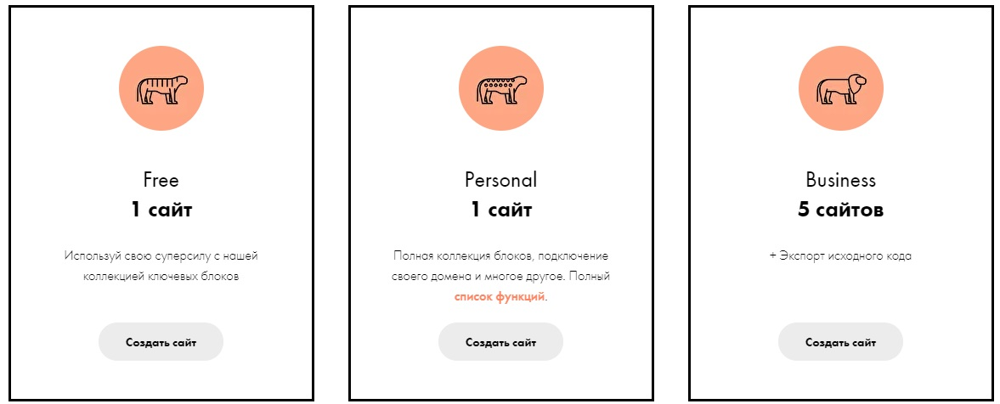 Free
1 сайт
Используй свою суперсилу с нашей
коллекцией ключевых блоков
Создать сайт
Personal
1 сайт
Полная коллекция блоков, подключение
своего домена и многое другое. Полный
список функций.
Создать сайт
Business
5 сайтов
+ Экспорт исходного кода
Создать сайт